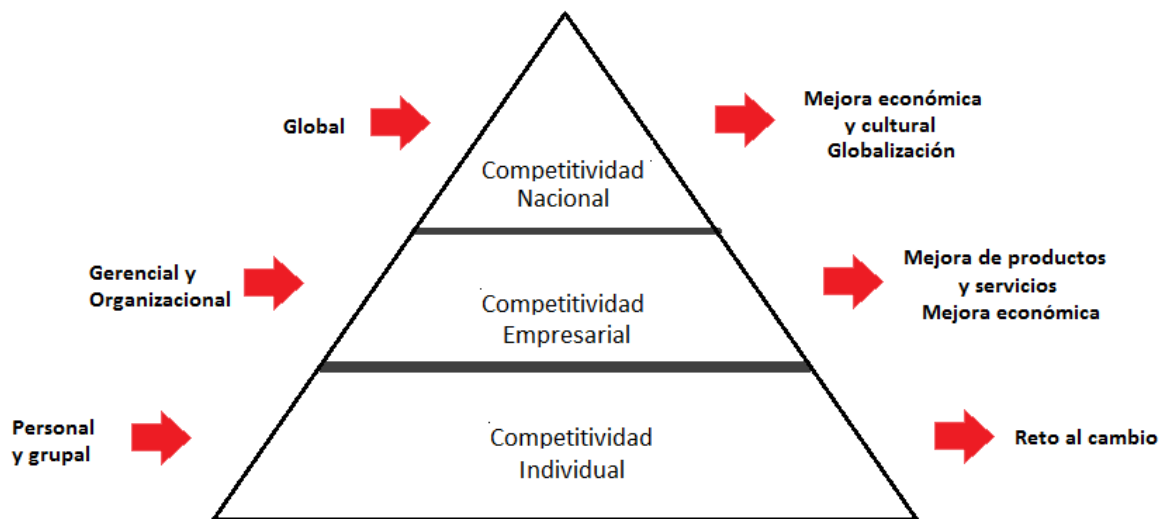 Global
Competitividad
Nacional
Mejora económica
y cultural
Globalización
Gerencial y
Organizacional
Competitividad
Empresarial
Mejora de productos
y servicios
Mejora económica
Personal
y grupal
Competitividad
Individual
Reto al cambio